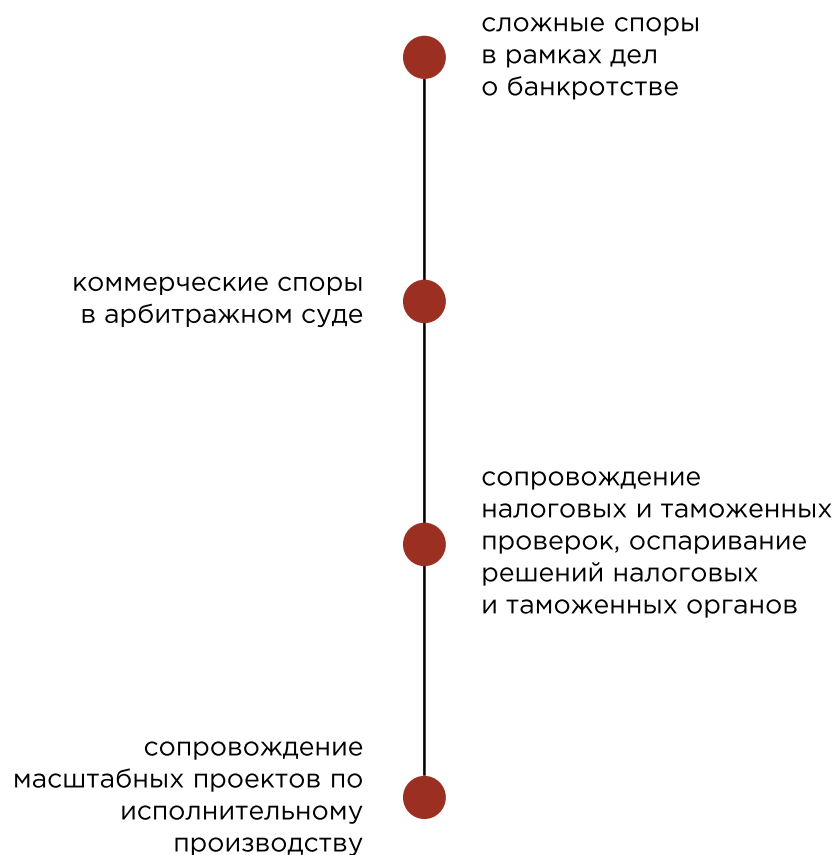 сложные споры
в рамках дел
о банкротстве
коммерческие споры
в арбитражном суде
сопровождение
налоговых и таможенных
проверок, оспаривание
решений налоговых
и таможенных органов
сопровождение
масштабных проектов по
исполнительному
производству